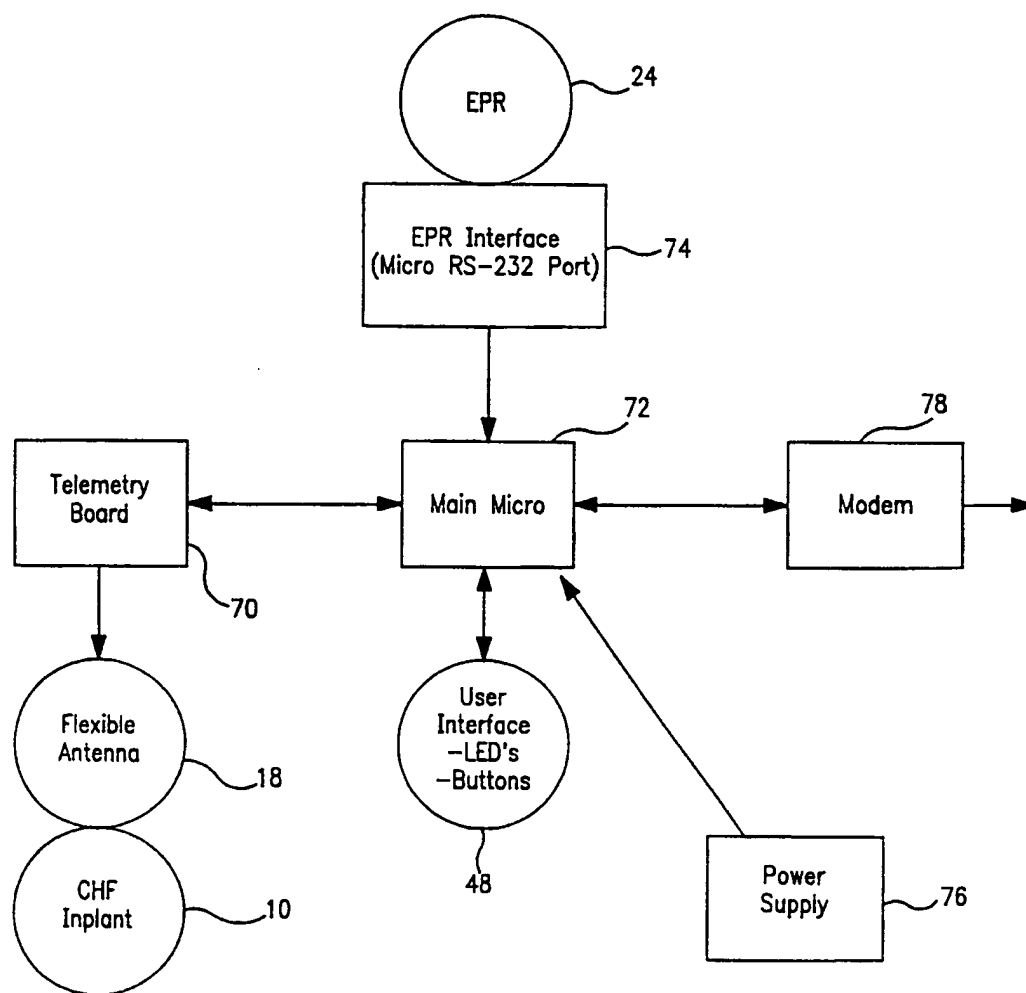 EPR
24
EPR Interface
(Micro RS-232 Port)
74
72
78
Telemetry
Board
Main Micro
Modem
70
Flexible
Antenna
18
User
Interface
-LED's
-Buttons
48
CHF
Inplant
10
Power
Supply
76